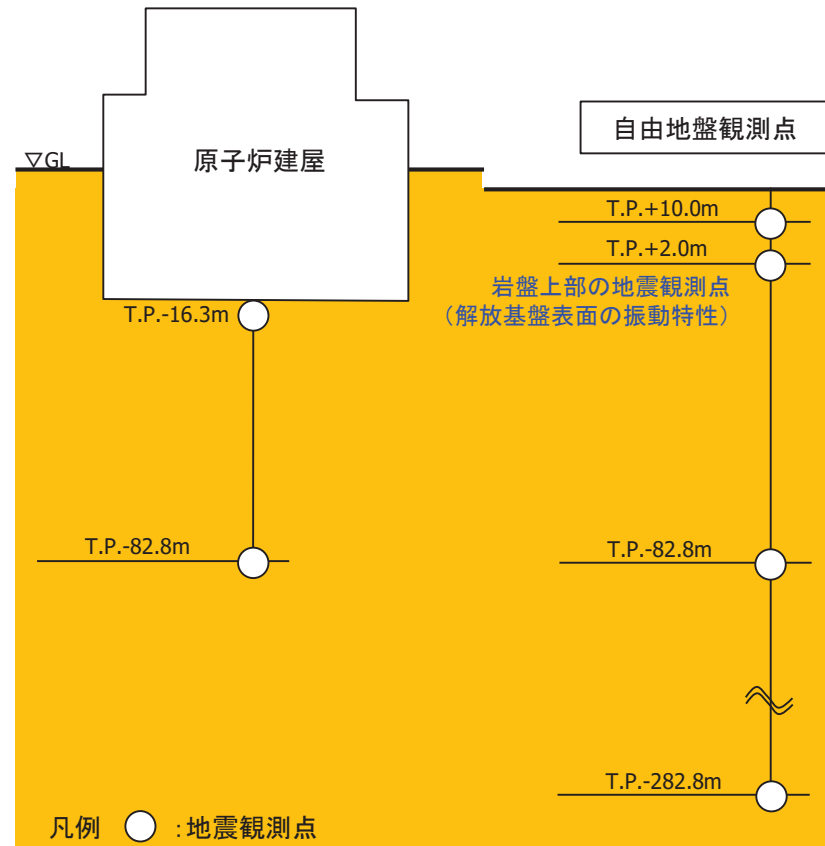 自由地盤観測点
▽GL
原子炉建屋
T.P.+10.0m
T.P.+2.0m
岩盤上部の地震観測点
（解放基盤表面の振動特性）
T.P.-16.3m
T.P.-82.8m
T.P.-82.8m
T.P.-282.8m
凡例 ○ :地震観測点